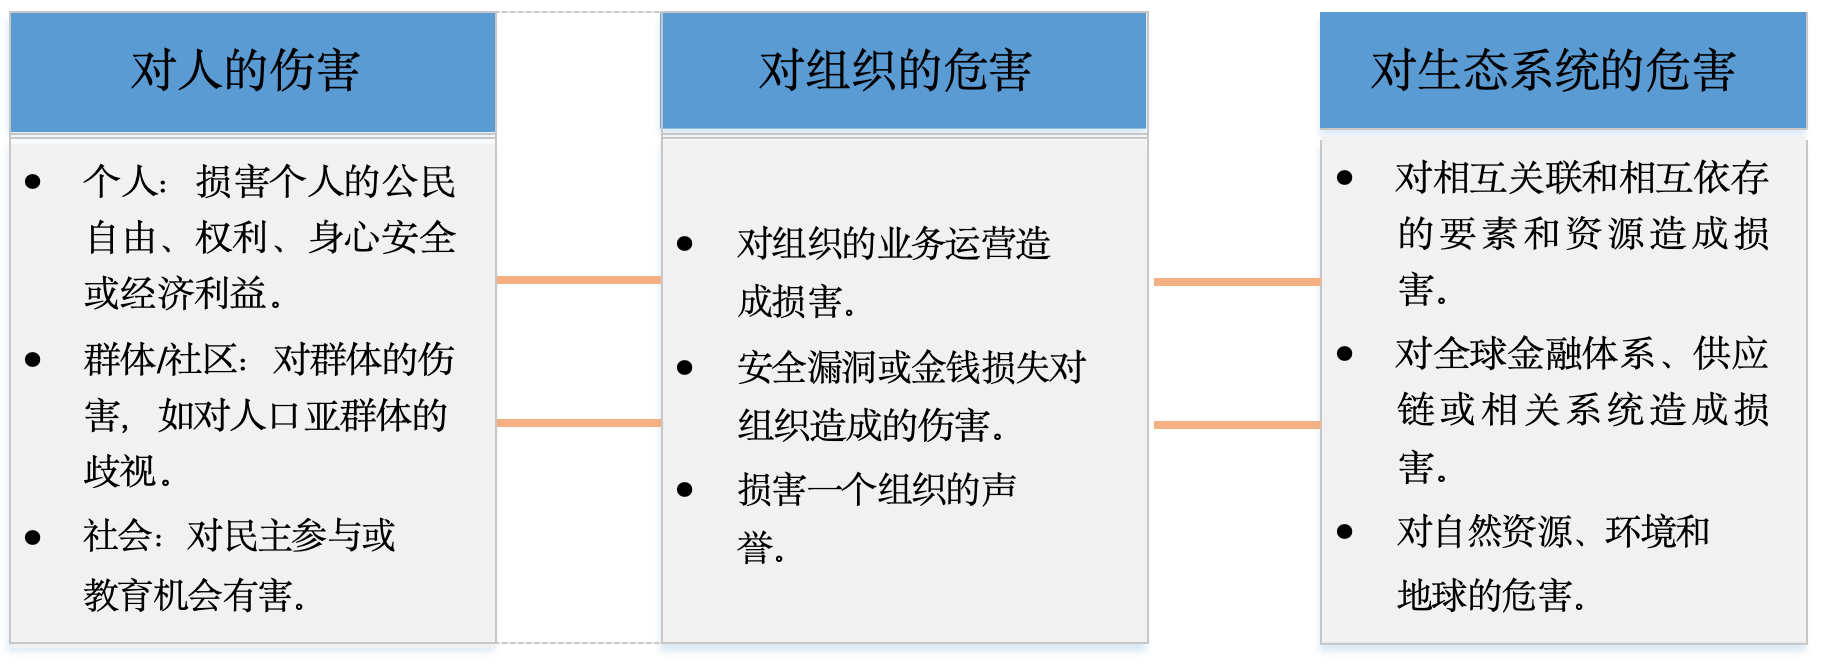 对人的伤害
● 个人：损害个人的公民
自由、权利、身心安全
或经济利益。
● 群体/社区：对群体的伤
害，如对人口亚群体的
歧视。
● 社会：对民主参与或
教育机会有害。
对组织的危害
● 对组织的业务运营造
成损害。
● 安全漏洞或金钱损失对
组织造成的伤害。
● 损害一个组织的声
誉。
对生态系统的危害
● 对相互关联和相互依存
的要素和资源造成损
害。
● 对全球金融体系、供应
链或相关系统造成损
害。
● 对自然资源、环境和
地球的危害。